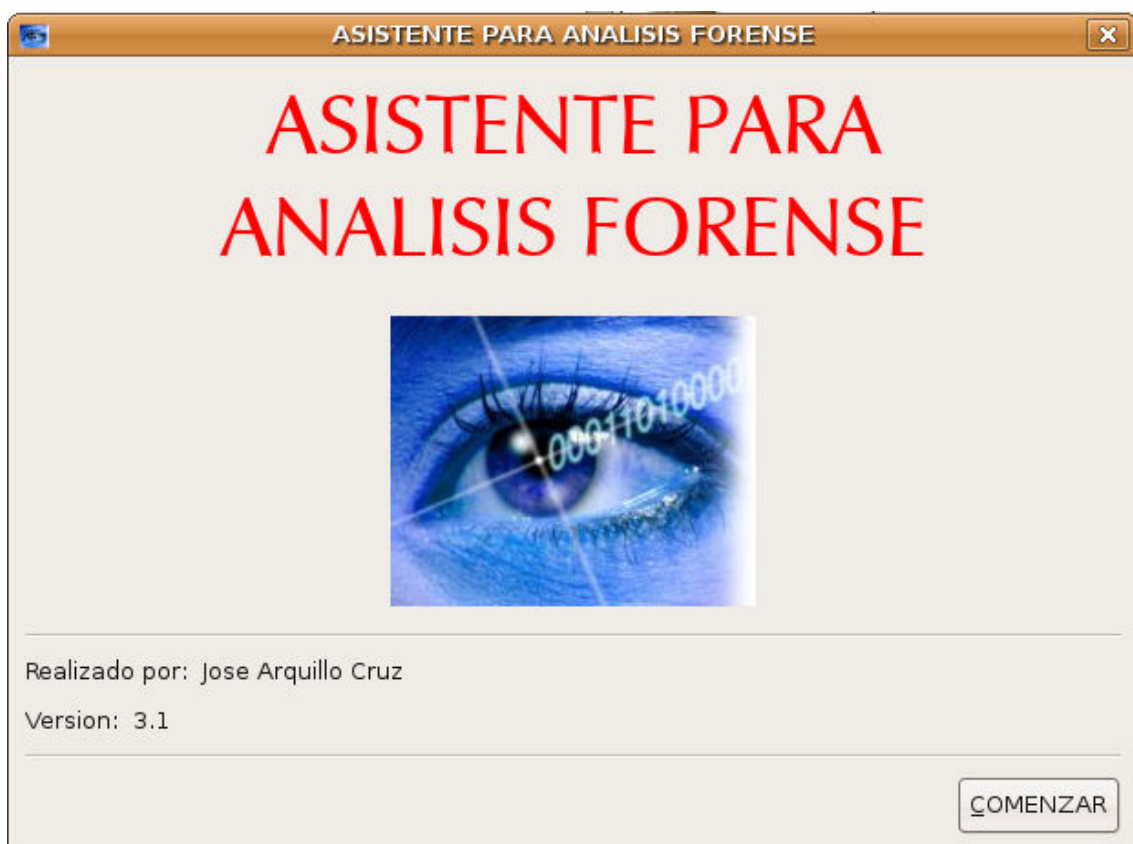 ASISTENTE PARA ANALISIS FORENSE
ASISTENTE PARA
ANALISIS FORENSE
00011010000
Realizado por: Jose Arquillo Cruz
Version: 3.1
COMENZAR